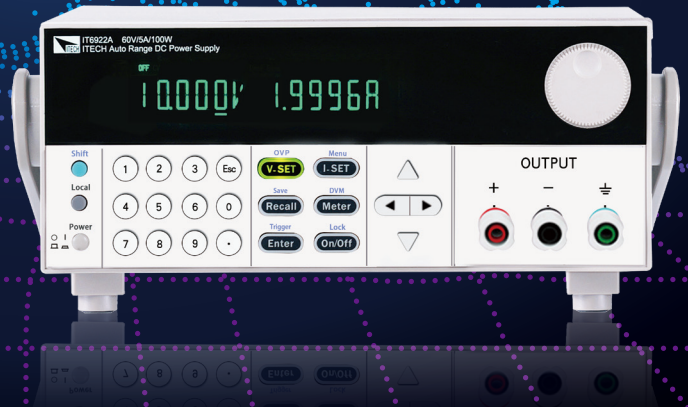 IT6922A 60V/5A/100W
ITECH ITECH Auto Range DC Power Supply
OFF
10.000V 1.9996A
Shift
Local
Power
1 2 3 Esc
4 5 6 0
7 8 9 .
OVP Menu
V-SET I-SET
Save DVM
Recall Meter
Trigger Lock
Enter On/Off
OUTPUT
+ −